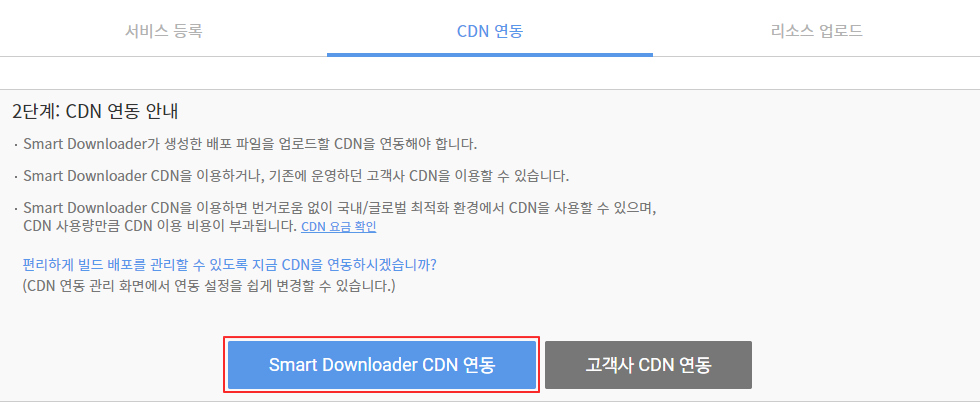 서비스 등록
CDN 연동
리소스 업로드
2단계: CDN 연동 안내
· Smart Downloader가 생성한 배포 파일을 업로드할 CDN을 연동해야 합니다.
· Smart Downloader CDN을 이용하거나, 기존에 운영하던 고객사 CDN을 이용할 수 있습니다.
· Smart Downloader CDN을 이용하면 번거로움 없이 국내/글로벌 최적화 환경에서 CDN을 사용할 수 있으며,
CDN 사용량만큼 CDN 이용 비용이 부과됩니다. CDN 요금 확인
편리하게 빌드 배포를 관리할 수 있도록 지금 CDN을 연동하시겠습니까?
(CDN 연동 관리 화면에서 연동 설정을 쉽게 변경할 수 있습니다.)
Smart Downloader CDN 연동
고객사 CDN 연동